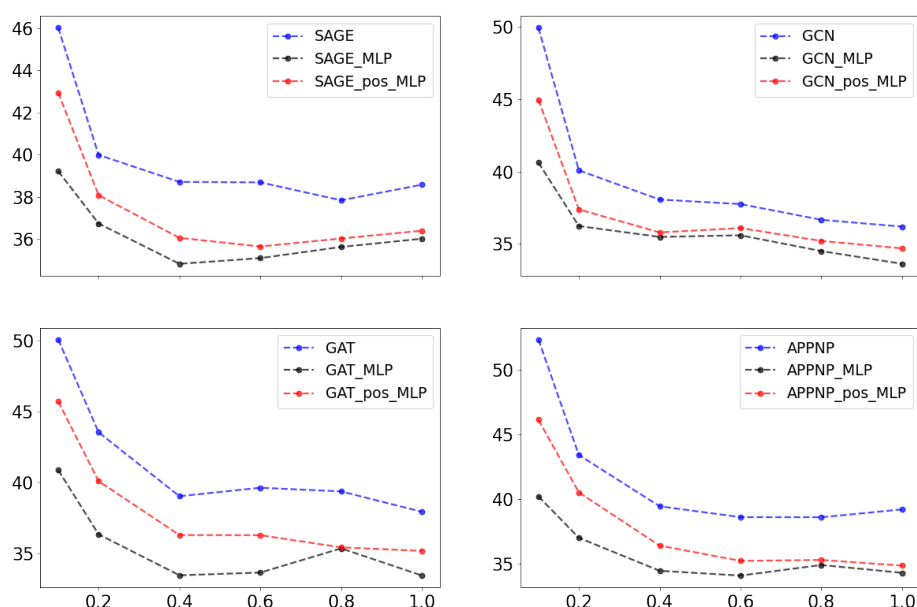 46
44
42
40
38
36
SAGE
SAGE_MLP
SAGE_pos_MLP
50
45
40
35
GCN
GCN_MLP
GCN_pos_MLP
50
45
40
35
0.2 0.4 0.6 0.8 1.0
GAT
GAT_MLP
GAT_pos_MLP
50
45
40
35
0.2 0.4 0.6 0.8 1.0
APPNP
APPNP_MLP
APPNP_pos_MLP